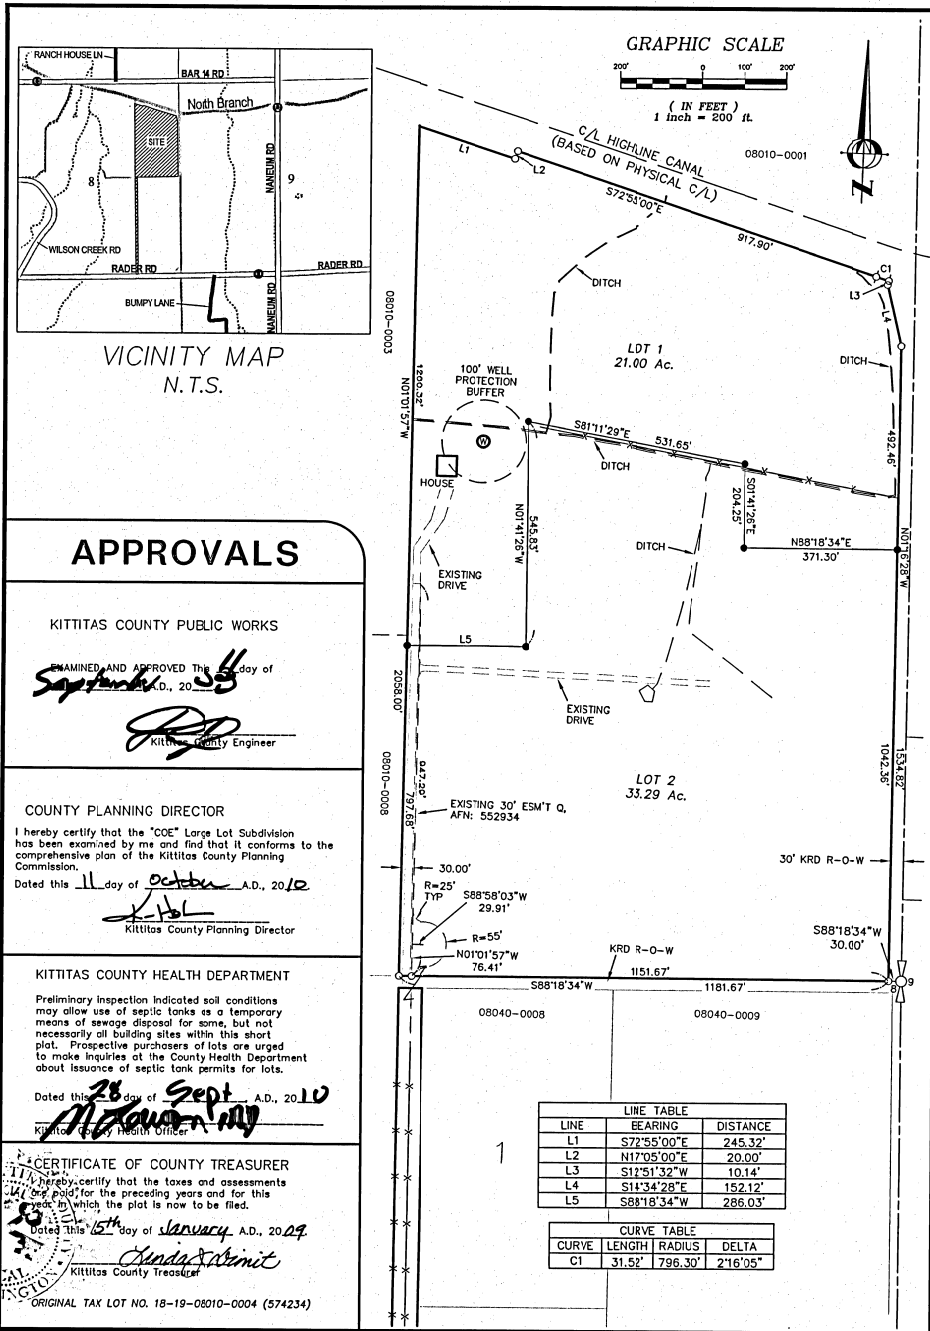 RANCH HOUSE LN
BAR 14 RD
North Branch
SITE
8
9
NANEUM RD
WILSON CREEK RD
RADER RD
RADER RD
BUMPY LANE
NANEUM RD
VICINITY MAP
N.T.S.
GRAPHIC SCALE
200' 0 100' 200'
( IN FEET )
1 inch = 200 ft.
N
C/L HIGHLINE CANAL
(BASED ON PHYSICAL C/L)
08010-0001
L1
L2
S72°55'00"E
917.90'
C1
L3
L4
DITCH
LOT 1
21.00 Ac.
DITCH
08010-0003
1200.32'
N01°01'57"W
100' WELL
PROTECTION
BUFFER
W
S81°11'29"E
531.65'
DITCH
492.46'
HOUSE
545.83'
N01°41'26"W
S01°41'26"E
204.25'
N88°18'34"E
371.30'
N01°16'28"W
DITCH
EXISTING
DRIVE
L5
2058.00'
EXISTING
DRIVE
LOT 2
33.29 Ac.
08010-0008
947.20'
797.68'
EXISTING 30' ESM'T Q,
AFN: 552934
1042.36'
1534.82'
30.00'
30' KRD R-O-W
R=25'
TYP
S88°58'03"W
29.91'
R=55'
N01°01'57"W
76.41'
S88°18'34"W
30.00'
KRD R-O-W
1151.67'
S88°18'34"W 1181.67'
8 9
08040-0008
08040-0009
1
LINE TABLE
LINE BEARING DISTANCE
L1 S72°55'00"E 245.32'
L2 N17°05'00"E 20.00'
L3 S12°51'32"W 10.14'
L4 S11°34'28"E 152.12'
L5 S88°18'34"W 286.03'
CURVE TABLE
CURVE LENGTH RADIUS DELTA
C1 31.52' 796.30' 2°16'05"
APPROVALS
KITTITAS COUNTY PUBLIC WORKS
EXAMINED AND APPROVED This day of
September A.D., 20
Kittitas County Engineer
COUNTY PLANNING DIRECTOR
I hereby certify that the "COE" Large Lot Subdivision
has been examined by me and find that it conforms to the
comprehensive plan of the Kittitas County Planning
Commission.
Dated this 11 day of October A.D., 2010
Kittitas County Planning Director
KITTITAS COUNTY HEALTH DEPARTMENT
Preliminary inspection indicated soil conditions
may allow use of septic tanks as a temporary
means of sewage disposal for some, but not
necessarily all building sites within this short
plat. Prospective purchasers of lots are urged
to make inquiries at the County Health Department
about issuance of septic tank permits for lots.
Dated this 28 day of Sept A.D., 2010
Kittitas County Health Officer
CERTIFICATE OF COUNTY TREASURER
I hereby certify that the taxes and assessments
are paid for the preceding years and for this
year in which the plat is now to be filed.
Dated this 15th day of January A.D., 2009
Kittitas County Treasurer
ORIGINAL TAX LOT NO. 18-19-08010-0004 (574234)